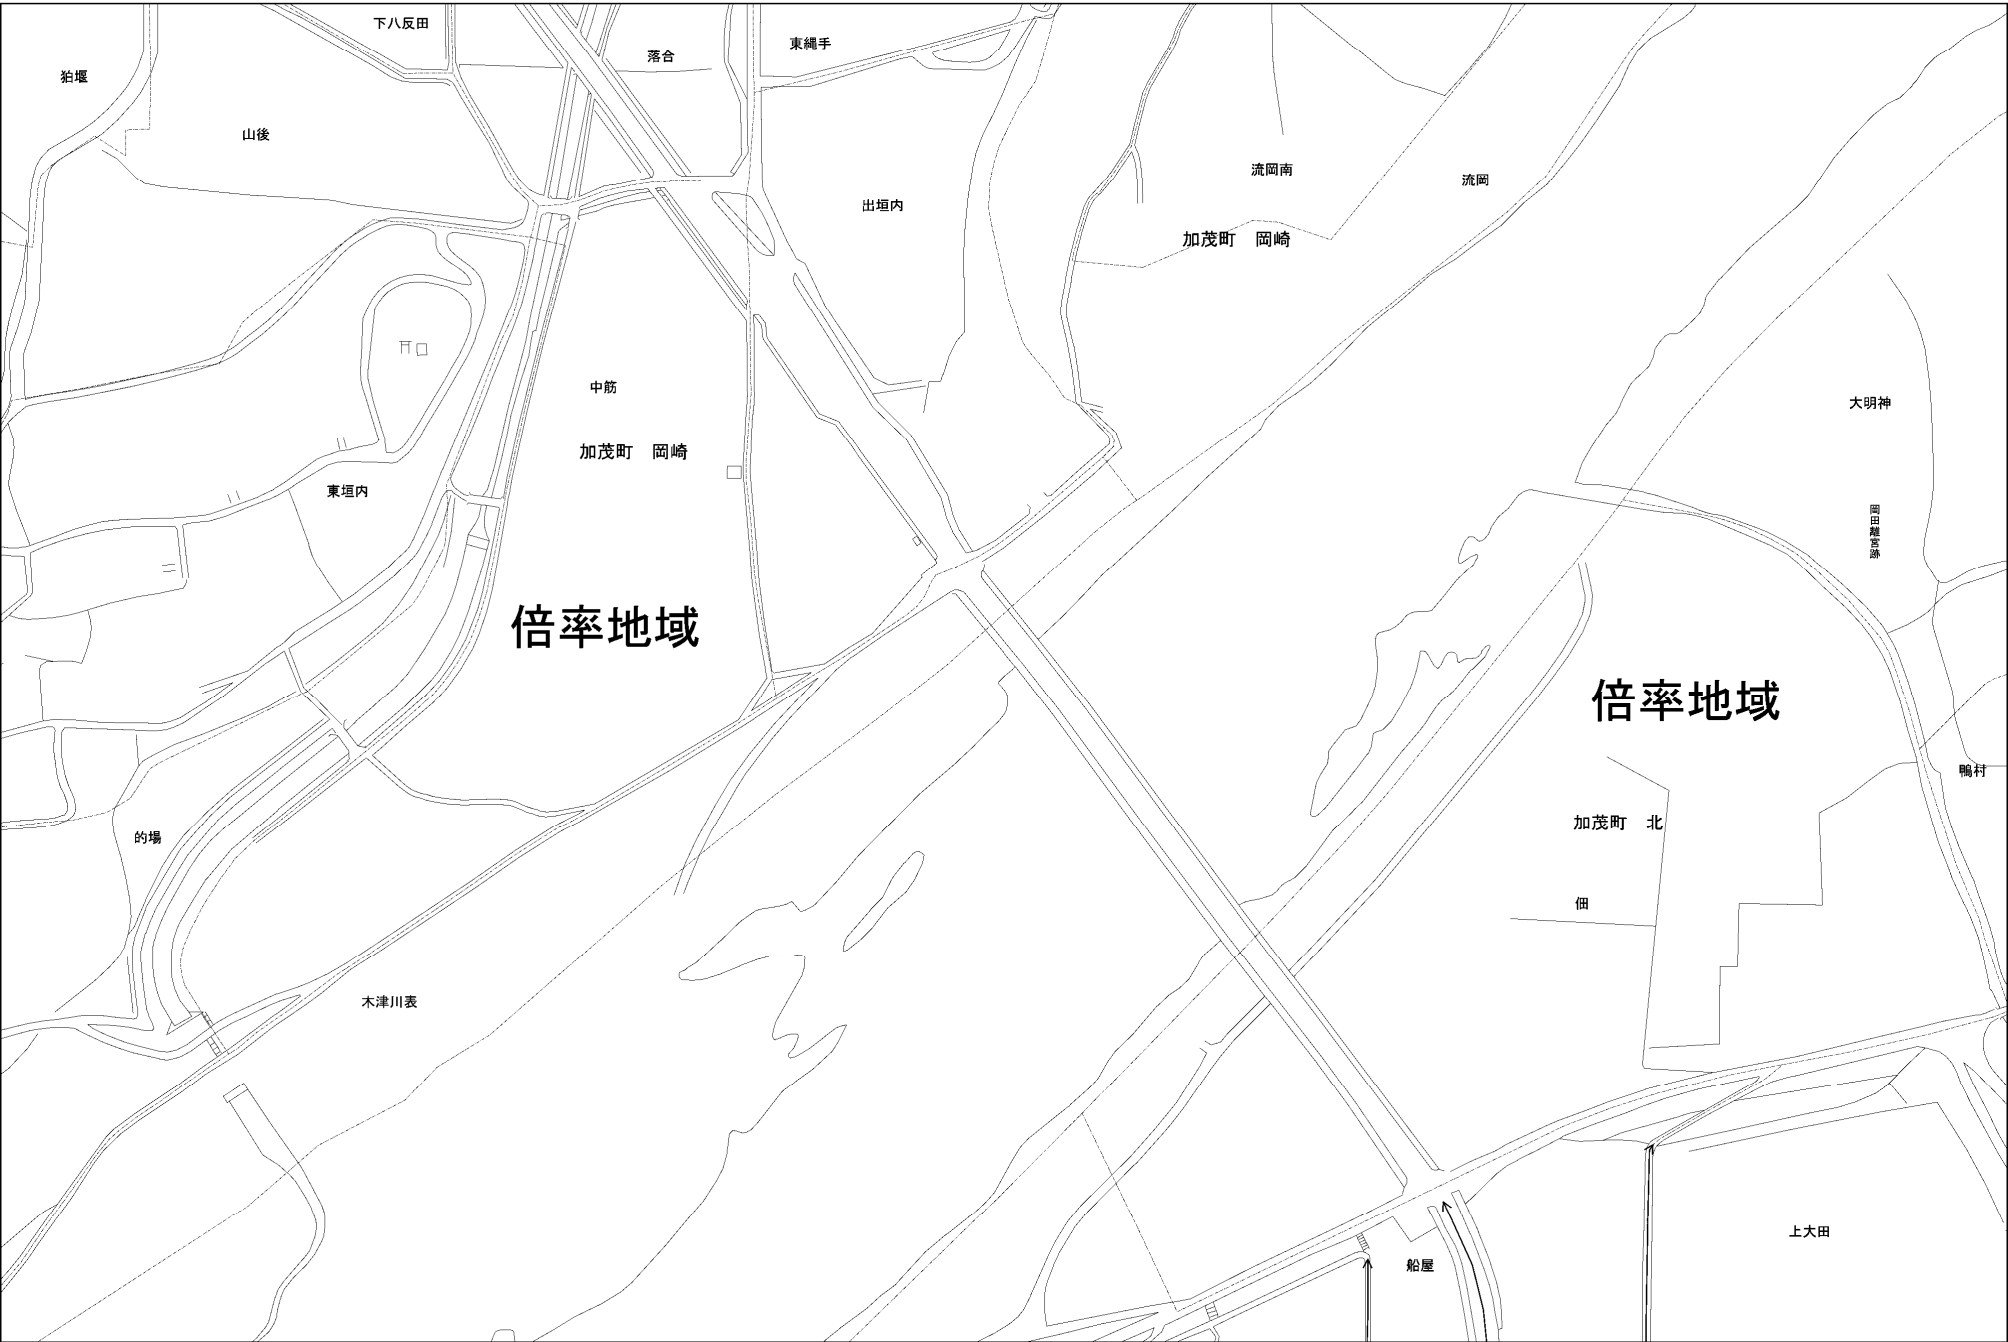 下八反田
落合
東縄手
狛堰
山後
流岡南
流岡
出垣内
加茂町　岡崎
中筋
大明神
加茂町　岡崎
東垣内
岡田離宮跡
倍率地域
倍率地域
鴨村
加茂町　北
的場
佃
木津川表
上大田
船屋